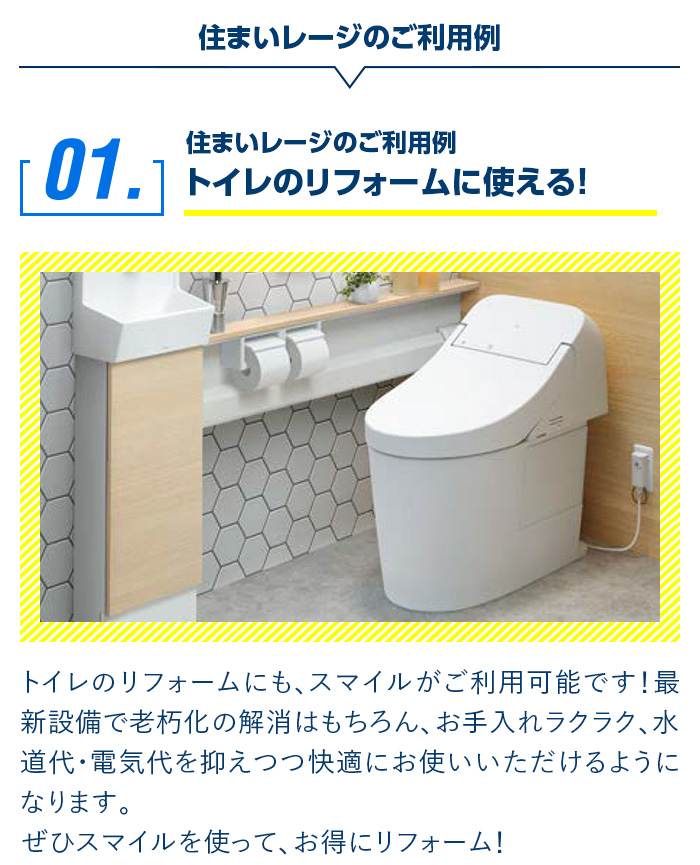 住まいレージのご利用例
01.
住まいレージのご利用例
トイレのリフォームに使える!
トイレのリフォームにも、スマイルがご利用可能です!最
新設備で老朽化の解消はもちろん、お手入れラクラク、水
道代・電気代を抑えつつ快適にお使いいただけるように
なります。
ぜひスマイルを使って、お得にリフォーム!